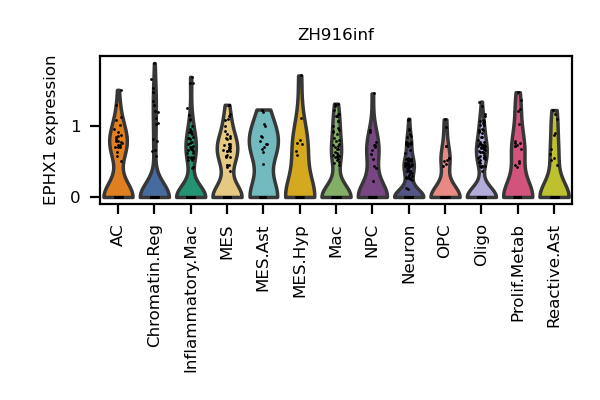 ZH916inf
EPHX1 expression
1
0
AC
Chromatin.Reg
Inflammatory.Mac
MES
MES.Ast
MES.Hyp
Mac
NPC
Neuron
OPC
Oligo
Prolif.Metab
Reactive.Ast